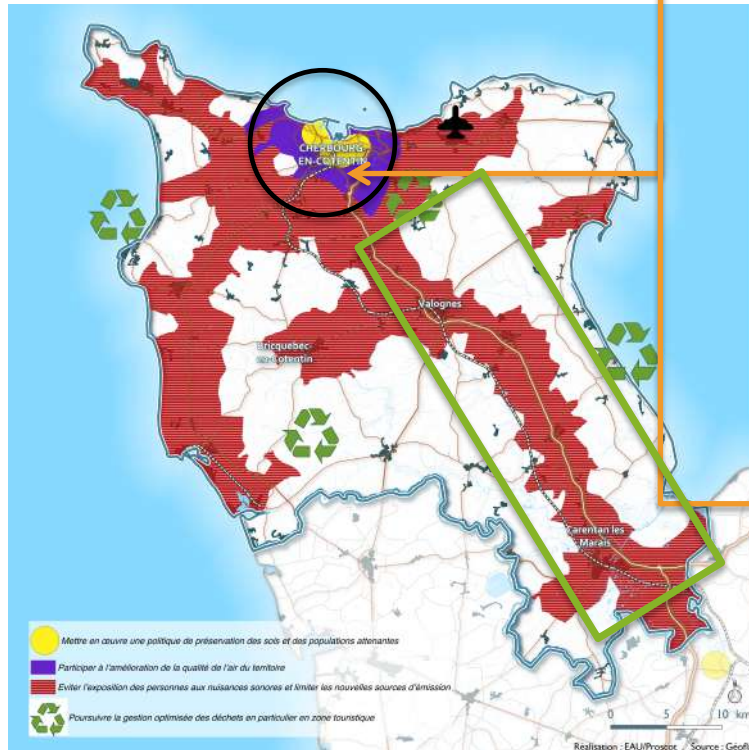 CHERBOURG
EN-COTENTIN
Valognes
Bricquebec-
en-Cotentin
Carentan les
Marais
Mettre en œuvre une politique de préservation des sols et des populations attenantes
Participer à l'amélioration de la qualité de l'air du territoire
Eviter l'exposition des personnes aux nuisances sonores et limiter les nouvelles sources d'émission
Poursuivre la gestion optimisée des déchets en particulier en zone touristique
0 5 10 km
Réalisation : EAU/Proscot / Source :